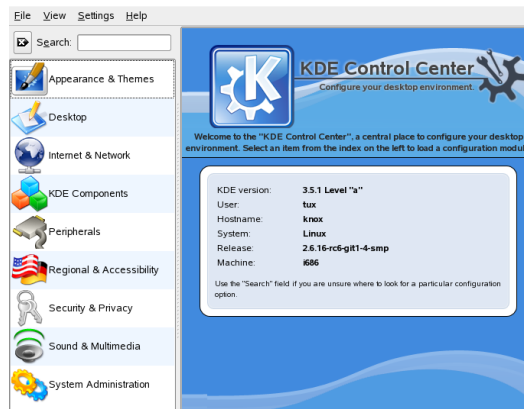 File View Settings Help
Search:
Appearance & Themes
Desktop
Internet & Network
KDE Components
Peripherals
Regional & Accessibility
Security & Privacy
Sound & Multimedia
System Administration
KDE Control Center
Configure your desktop environment.
Welcome to the "KDE Control Center", a central place to configure your desktop
environment. Select an item from the index on the left to load a configuration modul
KDE version: 3.5.1 Level "a"
User: tux
Hostname: knox
System: Linux
Release: 2.6.16-rc6-git1-4-smp
Machine: i686
Use the "Search" field if you are unsure where to look for a particular configuration
option.